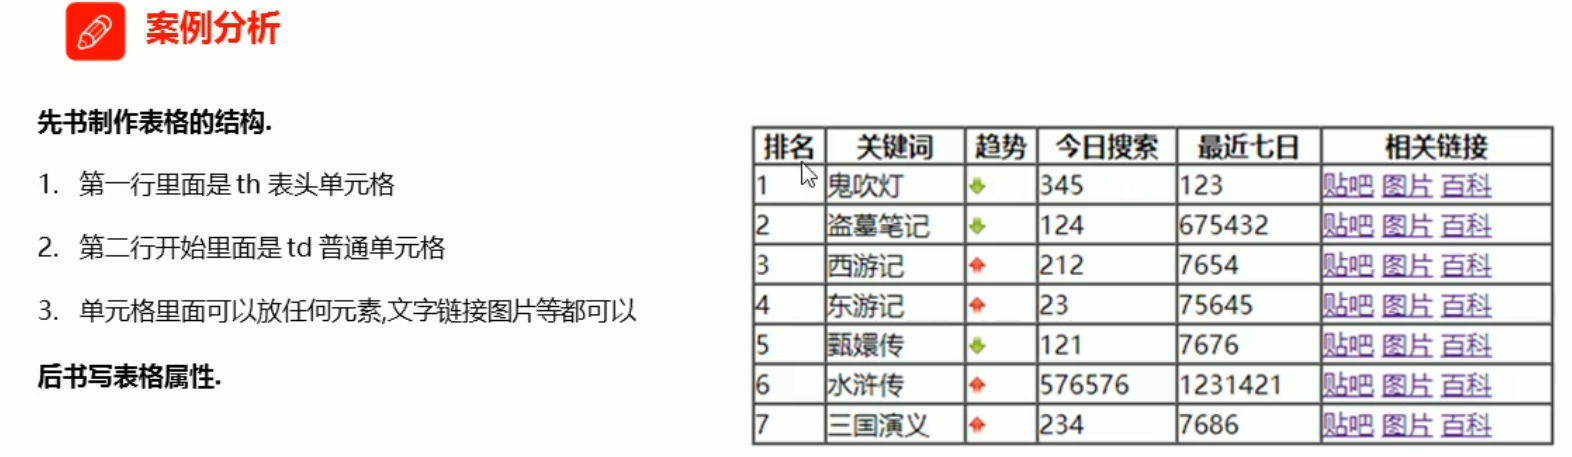 案例分析
先书制作表格的结构.
1. 第一行里面是 th 表头单元格
2. 第二行开始里面是 td 普通单元格
3. 单元格里面可以放任何元素,文字链接图片等都可以
后书写表格属性.
排名 关键词 趋势 今日搜索 最近七日 相关链接
1 鬼吹灯 345 123 贴吧 图片 百科
2 盗墓笔记 124 675432 贴吧 图片 百科
3 西游记 212 7654 贴吧 图片 百科
4 东游记 23 75645 贴吧 图片 百科
5 甄嬛传 121 7676 贴吧 图片 百科
6 水浒传 576576 1231421 贴吧 图片 百科
7 三国演义 234 7686 贴吧 图片 百科